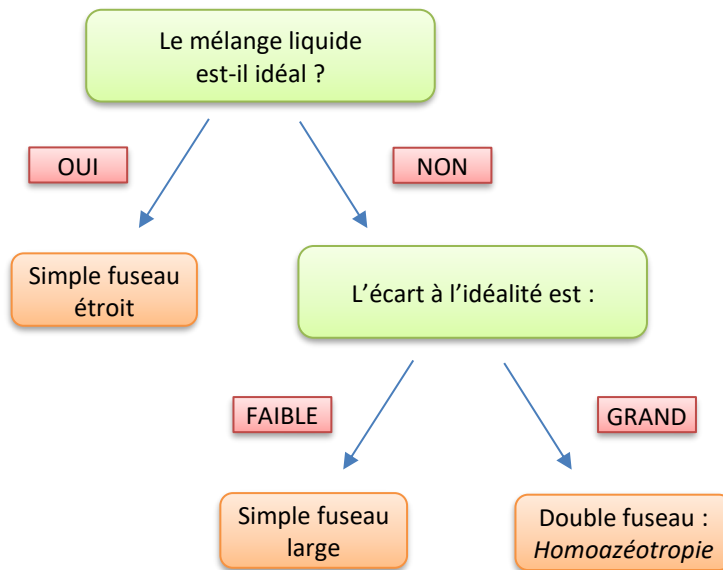 Le mélange liquide
est-il idéal ?
OUI
NON
Simple fuseau
étroit
L’écart à l’idéalité est :
FAIBLE
GRAND
Simple fuseau
large
Double fuseau :
Homoazéotropie